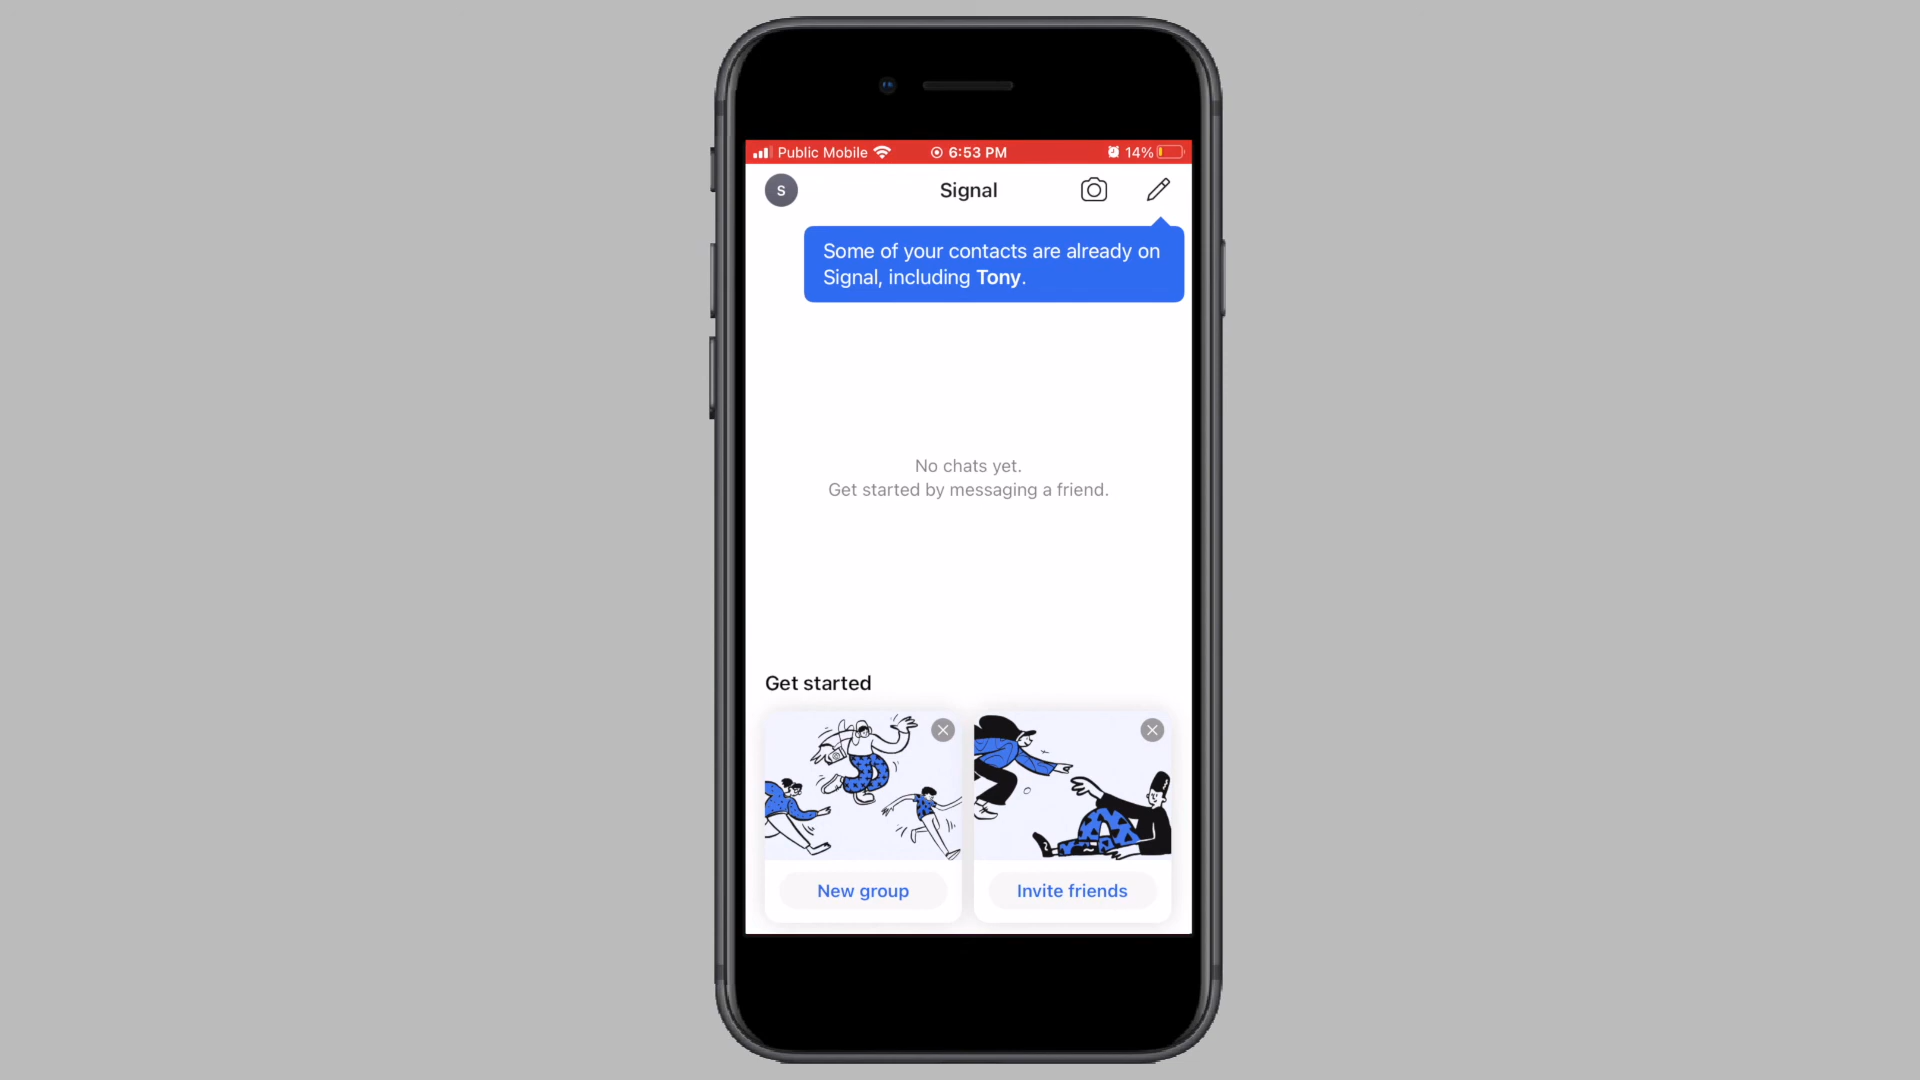 Public Mobile 6:53 PM 14%
S Signal
Some of your contacts are already on
Signal, including Tony.
No chats yet.
Get started by messaging a friend.
Get started
New group
Invite friends